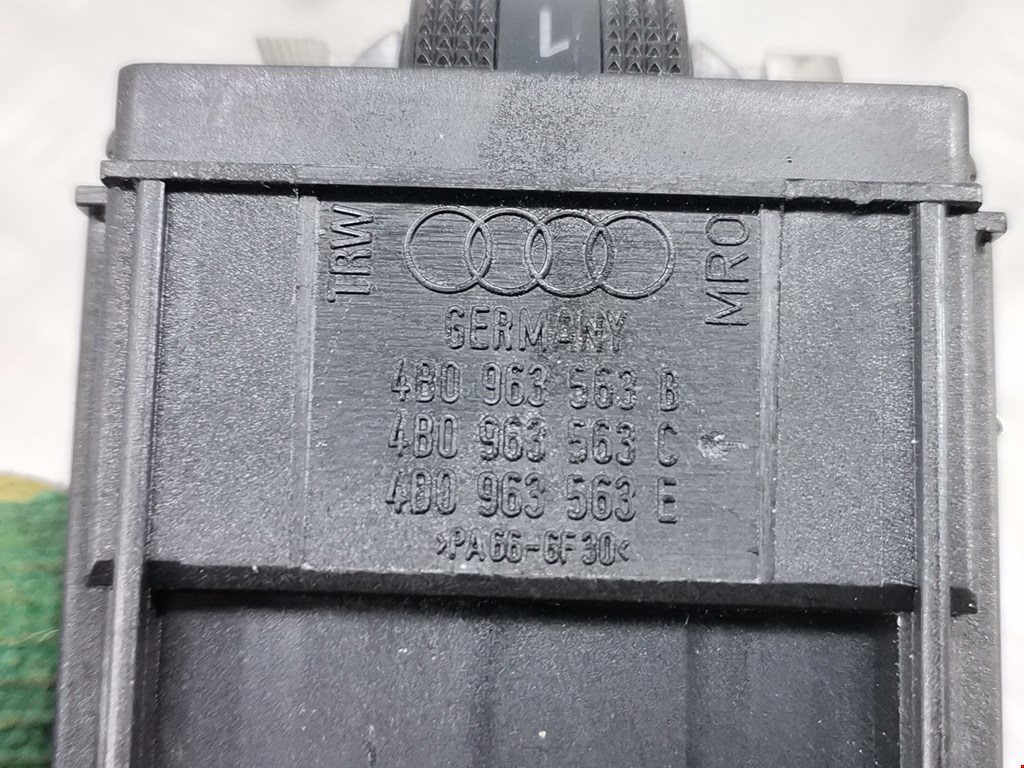 L
TRW
MRO
GERMANY
4B0 963 563 B
4B0 963 563 C
4B0 963 563 E
>PA66-GF30<